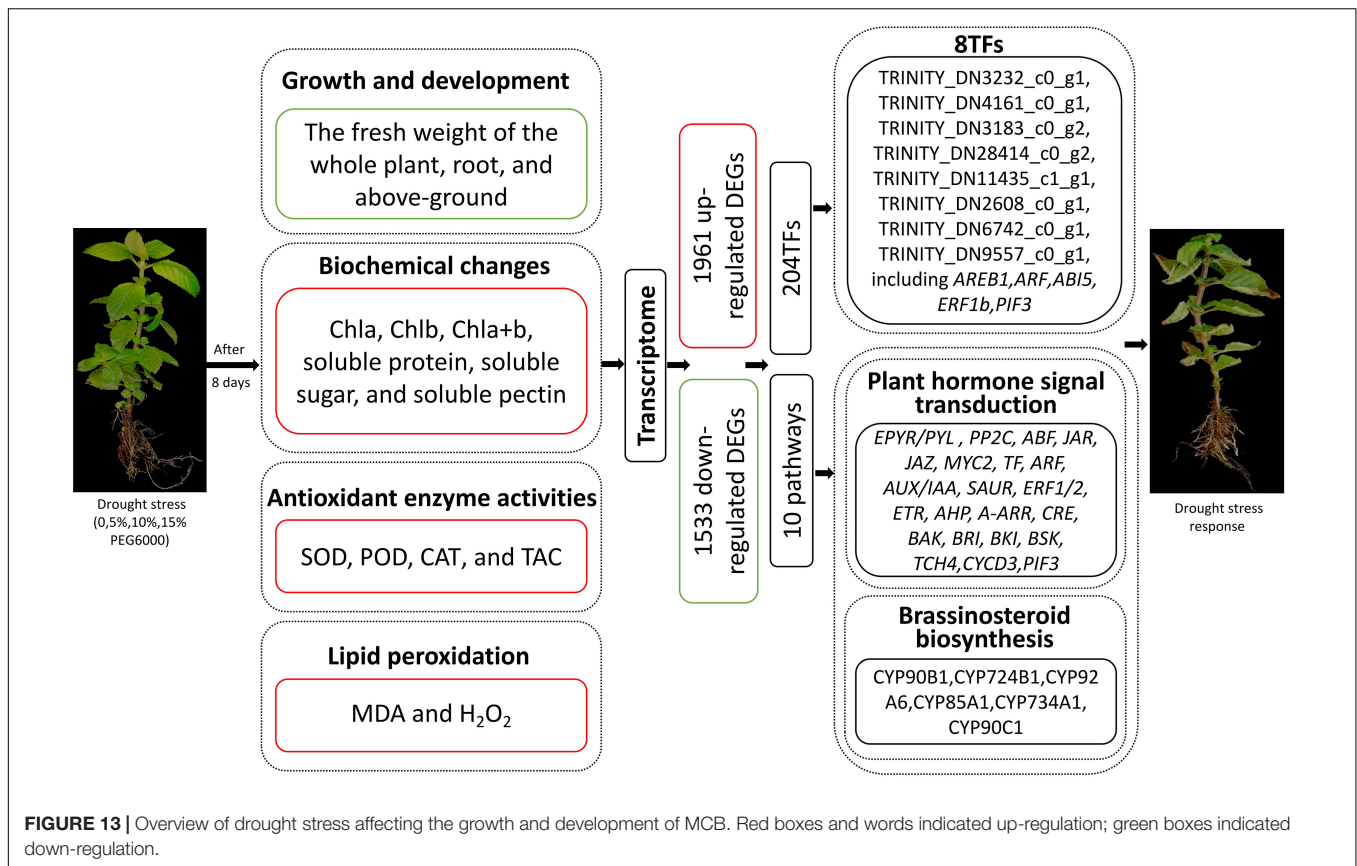 Drought stress
(0,5%,10%,15%
PEG6000)
After
8 days
Growth and development
The fresh weight of the
whole plant, root, and
above-ground
Biochemical changes
Chla, Chlb, Chla+b,
soluble protein, soluble
sugar, and soluble pectin
Antioxidant enzyme activities
SOD, POD, CAT, and TAC
Lipid peroxidation
MDA and H₂O₂
Transcriptome
1961 up-
regulated DEGs
1533 down-
regulated DEGs
204TFs
10 pathways
8TFs
TRINITY_DN3232_c0_g1,
TRINITY_DN4161_c0_g1,
TRINITY_DN3183_c0_g2,
TRINITY_DN28414_c0_g2,
TRINITY_DN11435_c1_g1,
TRINITY_DN2608_c0_g1,
TRINITY_DN6742_c0_g1,
TRINITY_DN9557_c0_g1,
including AREB1,ARF,ABI5,
ERF1b,PIF3
Plant hormone signal
transduction
EPYR/PYL , PP2C, ABF, JAR,
JAZ, MYC2, TF, ARF,
AUX/IAA, SAUR, ERF1/2,
ETR, AHP, A-ARR, CRE,
BAK, BRI, BKI, BSK,
TCH4,CYCD3,PIF3
Brassinosteroid
biosynthesis
CYP90B1,CYP724B1,CYP92
A6,CYP85A1,CYP734A1,
CYP90C1
Drought stress
response
FIGURE 13 | Overview of drought stress affecting the growth and development of MCB. Red boxes and words indicated up-regulation; green boxes indicated
down-regulation.